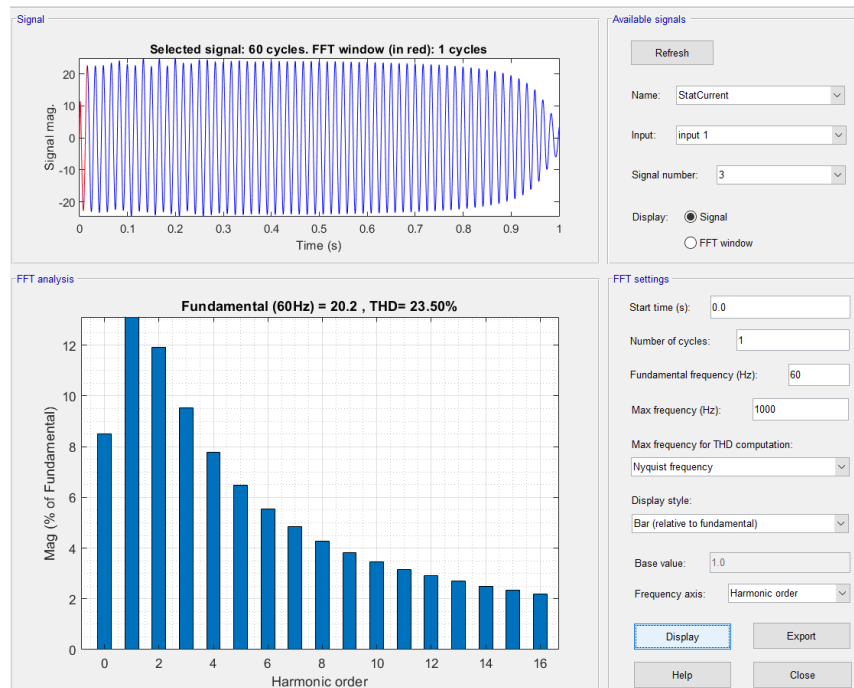 Signal
Selected signal: 60 cycles. FFT window (in red): 1 cycles
Signal mag.
20
10
0
-10
-20
0 0.1 0.2 0.3 0.4 0.5 0.6 0.7 0.8 0.9 1
Time (s)
Available signals
Refresh
Name: StatCurrent
Input: input 1
Signal number: 3
Display: Signal
FFT window
FFT analysis
Fundamental (60Hz) = 20.2 , THD= 23.50%
Mag (% of Fundamental)
12
10
8
6
4
2
0
0 2 4 6 8 10 12 14 16
Harmonic order
FFT settings
Start time (s): 0.0
Number of cycles: 1
Fundamental frequency (Hz): 60
Max frequency (Hz): 1000
Max frequency for THD computation:
Nyquist frequency
Display style:
Bar (relative to fundamental)
Base value: 1.0
Frequency axis: Harmonic order
Display Export
Help Close